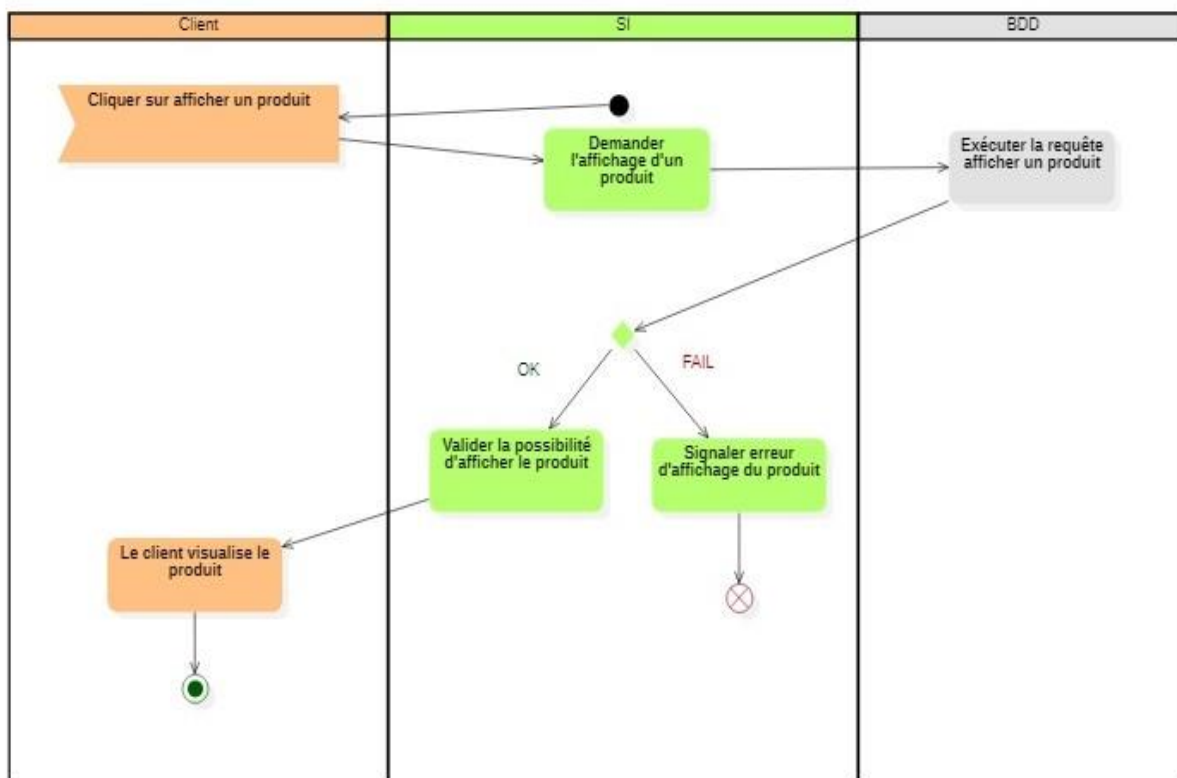 Client
SI
BDD
Cliquer sur afficher un produit
Demander
l'affichage d'un
produit
Exécuter la requête
afficher un produit
OK
FAIL
Valider la possibilité
d'afficher le produit
Signaler erreur
d'affichage du produit
Le client visualise le
produit